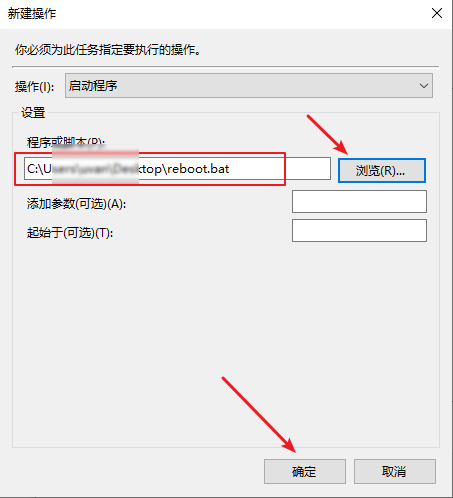 新建操作
你必须为此任务指定要执行的操作。
操作(I): 启动程序
设置
程序或脚本(P):
C:\U top\reboot.bat 浏览(R)...
添加参数(可选)(A):
起始于(可选)(T):
确定 取消